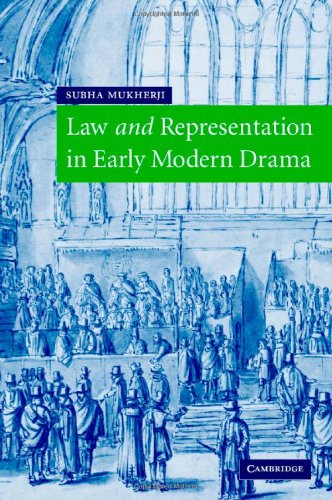 SUBHA MUKHERJI
Law and Representation
in Early Modern Drama
CAMBRIDGE